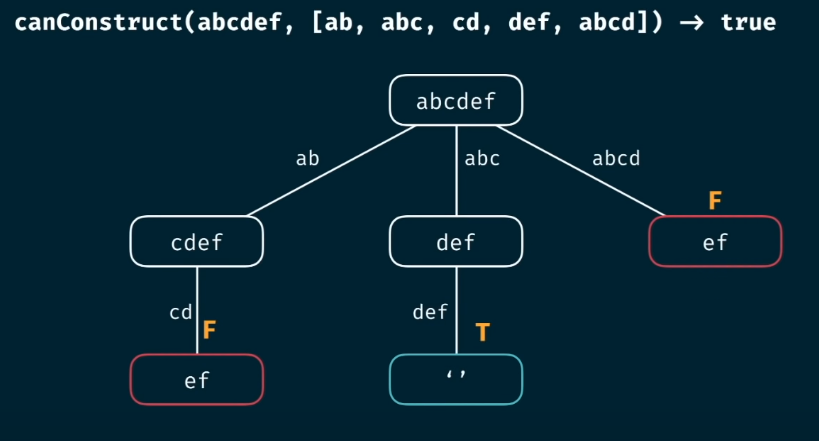 canConstruct(abcdef, [ab, abc, cd, def, abcd]) → true
abcdef
ab
abc
abcd
F
cdef
def
ef
cd
F
def
T
ef
‘’